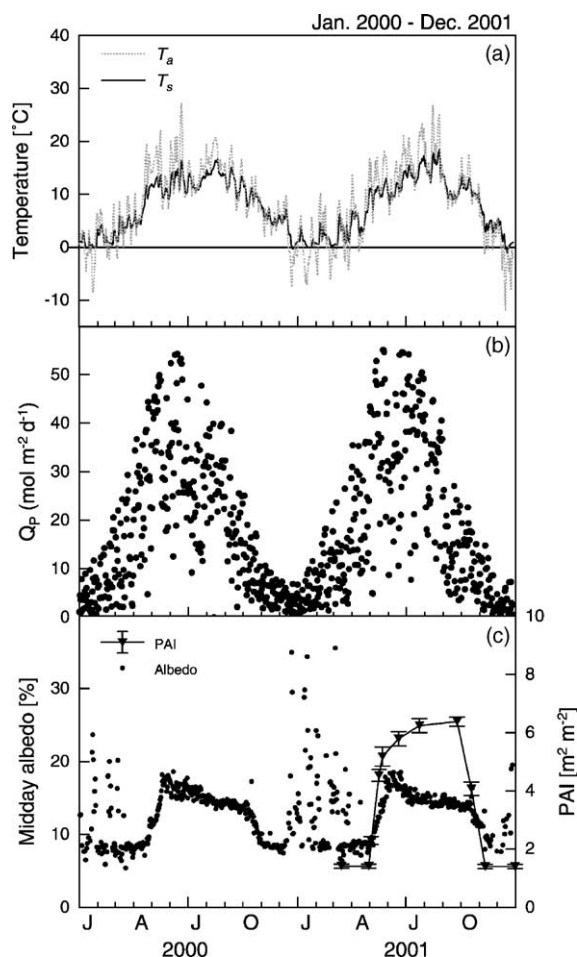 Jan. 2000 - Dec. 2001
(a)
Tₐ
Tₛ
Temperature [˚C]
40
30
20
10
0
-10
(b)
Qₚ (mol m⁻² d⁻¹)
50
40
30
20
10
0
(c)
PAI
Albedo
Midday albedo [%]
30
20
10
0
10
8
6
4
2
0
PAI [m² m⁻²]
J A J O J A J O
2000 2001